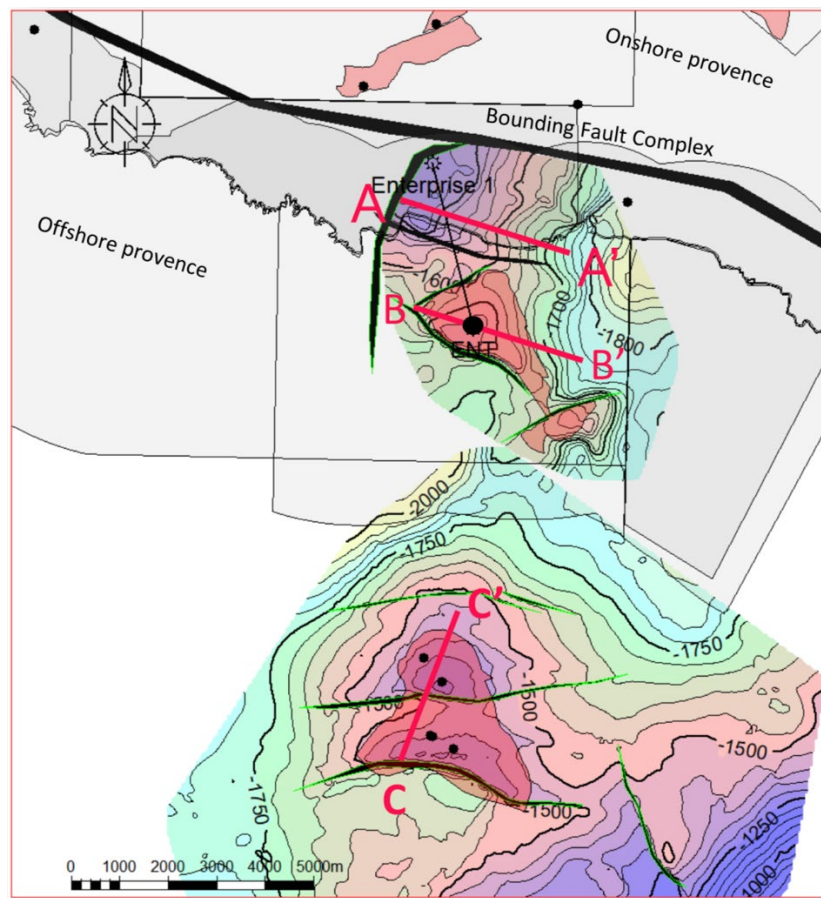 Onshore provence
Bounding Fault Complex
N
Enterprise 1
A
Offshore provence
A'
-1600
-1700
B
ENT
-1800
B'
-2000
-1750
C'
-1500
-1500
-1750
-1500
-1750
C
-1500
-1250
1000
0 1000 2000 3000 4000 5000m